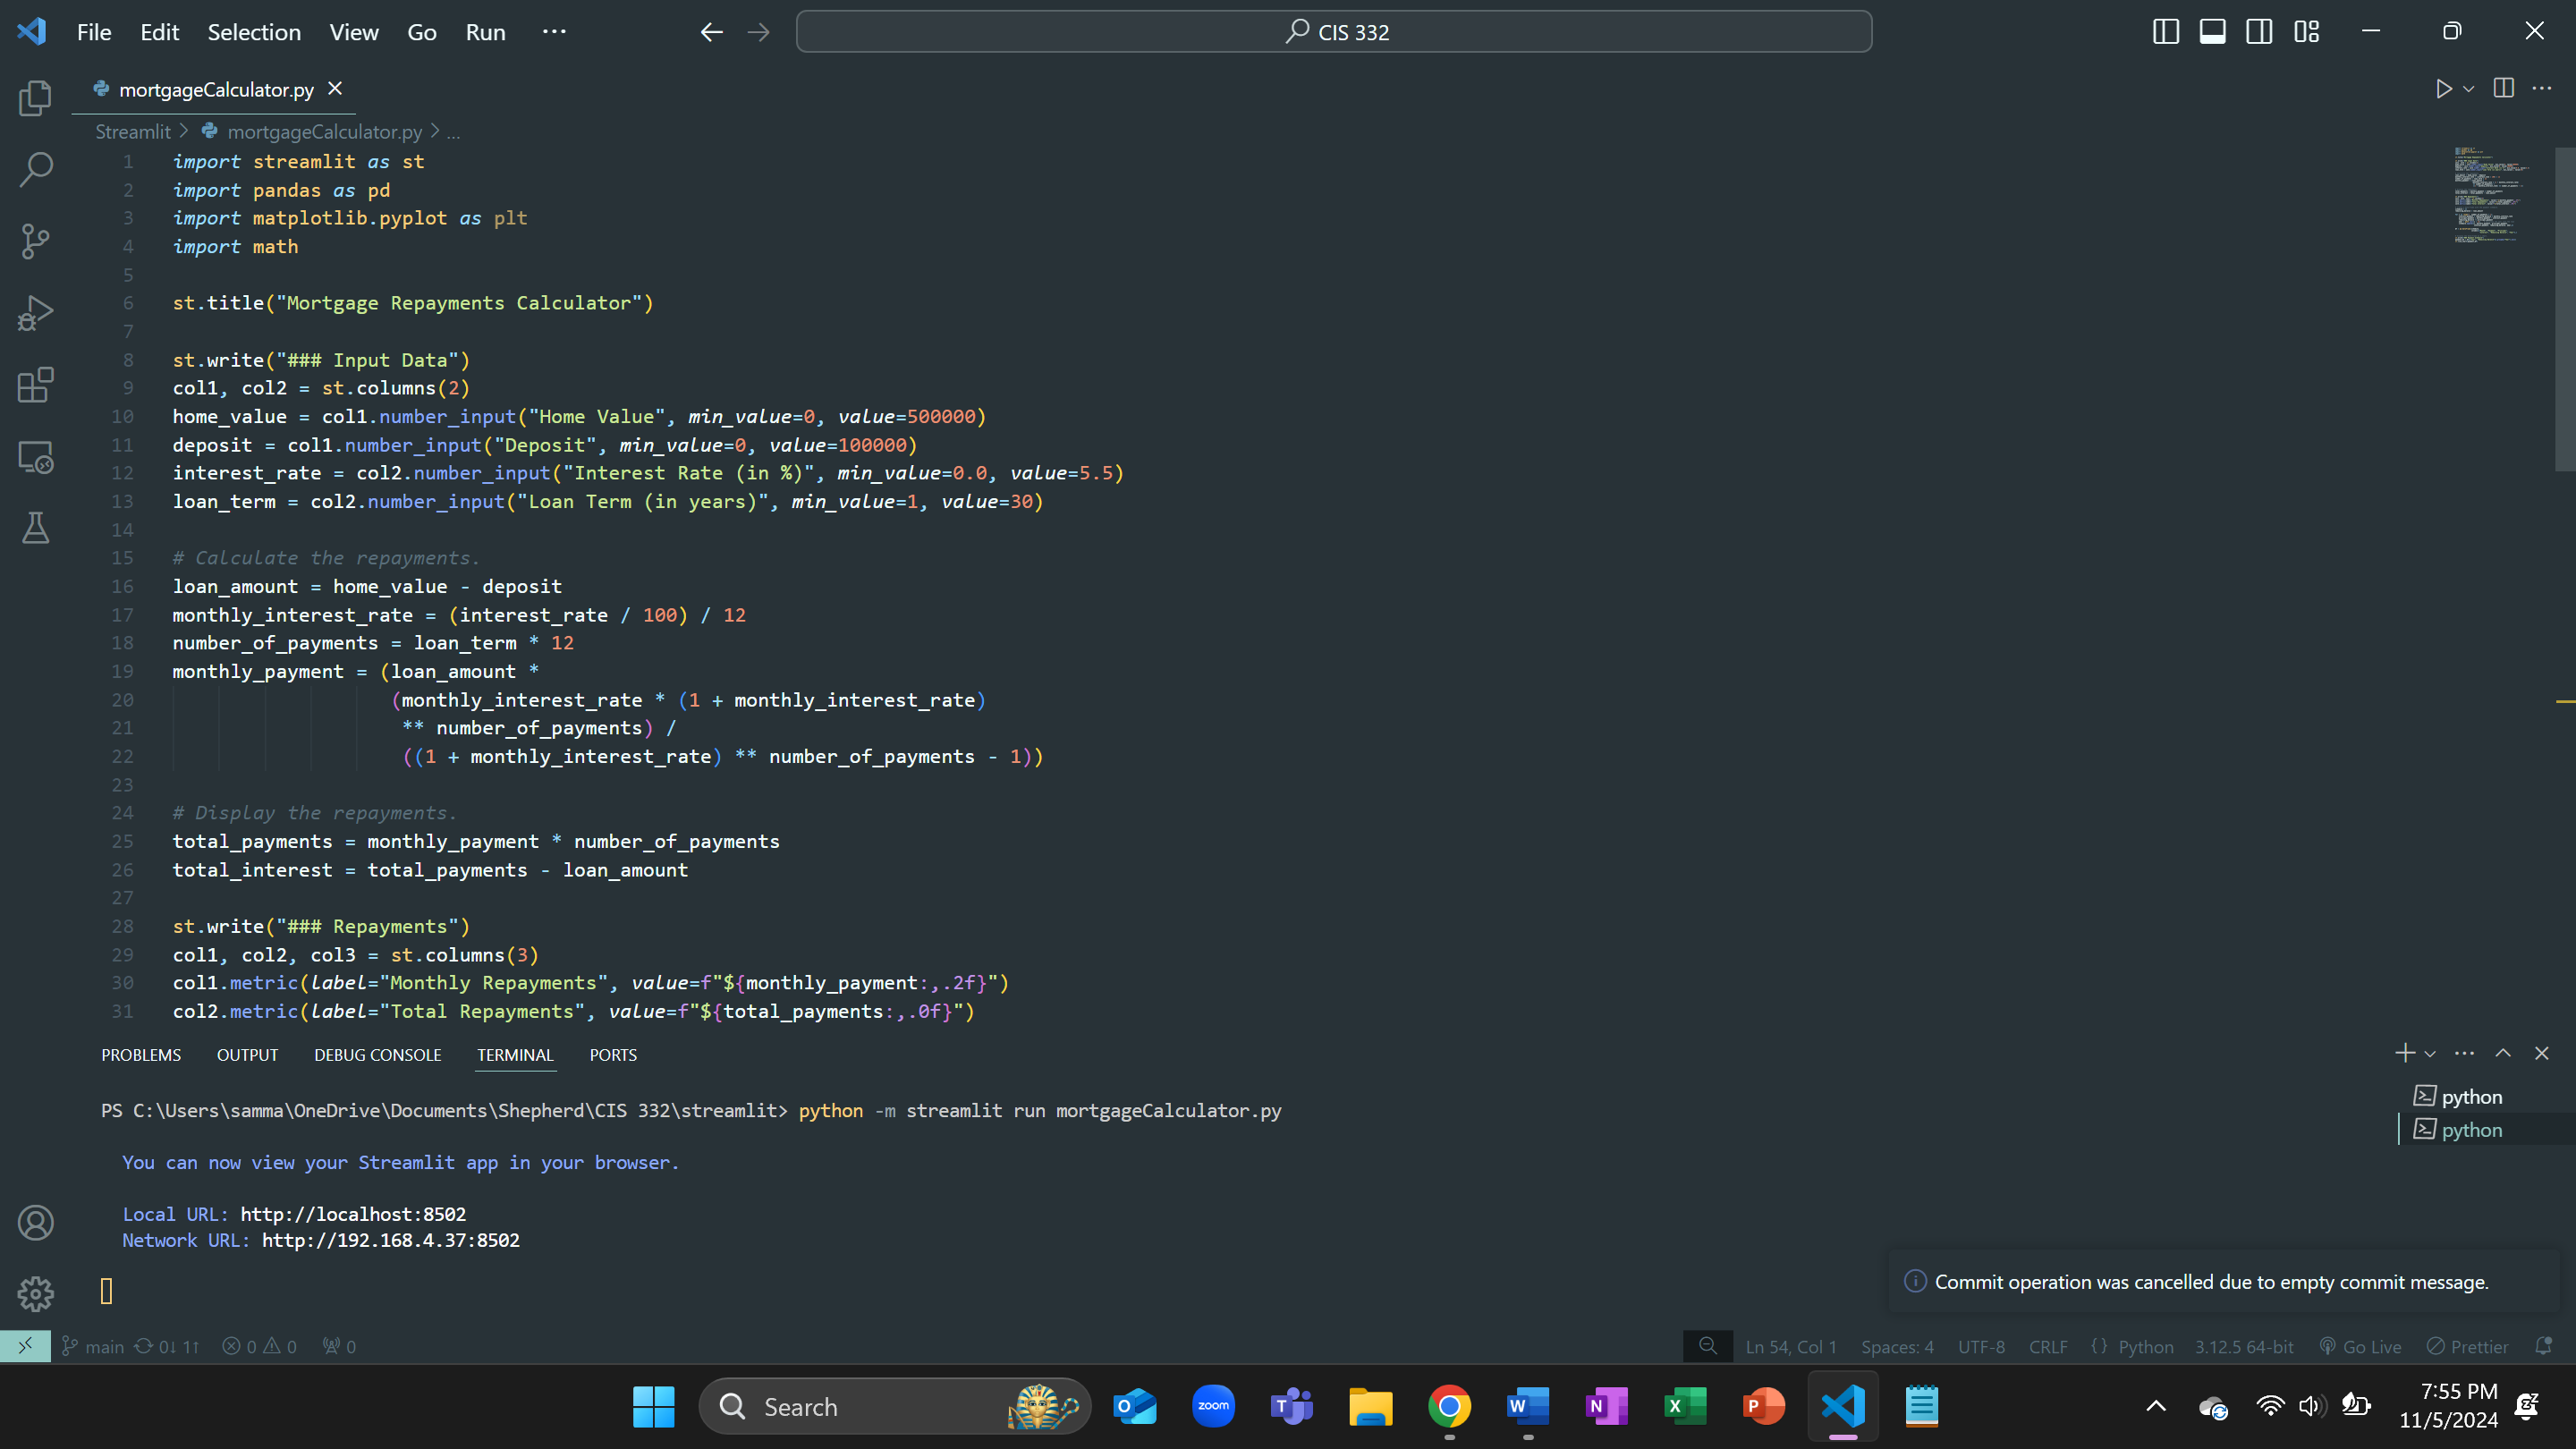 File Edit Selection View Go Run ··· CIS 332
mortgageCalculator.py
Streamlit > mortgageCalculator.py > ...
1 import streamlit as st
2 import pandas as pd
3 import matplotlib.pyplot as plt
4 import math
5
6 st.title("Mortgage Repayments Calculator")
7
8 st.write("### Input Data")
9 col1, col2 = st.columns(2)
10 home_value = col1.number_input("Home Value", min_value=0, value=500000)
11 deposit = col1.number_input("Deposit", min_value=0, value=100000)
12 interest_rate = col2.number_input("Interest Rate (in %)", min_value=0.0, value=5.5)
13 loan_term = col2.number_input("Loan Term (in years)", min_value=1, value=30)
14
15 # Calculate the repayments.
16 loan_amount = home_value - deposit
17 monthly_interest_rate = (interest_rate / 100) / 12
18 number_of_payments = loan_term * 12
19 monthly_payment = (loan_amount *
20 (monthly_interest_rate * (1 + monthly_interest_rate)
21 ** number_of_payments) /
22 ((1 + monthly_interest_rate) ** number_of_payments - 1))
23
24 # Display the repayments.
25 total_payments = monthly_payment * number_of_payments
26 total_interest = total_payments - loan_amount
27
28 st.write("### Repayments")
29 col1, col2, col3 = st.columns(3)
30 col1.metric(label="Monthly Repayments", value=f"${monthly_payment:,.2f}")
31 col2.metric(label="Total Repayments", value=f"${total_payments:,.0f}")
PROBLEMS OUTPUT DEBUG CONSOLE TERMINAL PORTS
PS C:\Users\samma\OneDrive\Documents\Shepherd\CIS 332\streamlit> python -m streamlit run mortgageCalculator.py
python
python
You can now view your Streamlit app in your browser.
Local URL: http://localhost:8502
Network URL: http://192.168.4.37:8502
Commit operation was cancelled due to empty commit message.
main 0↓ 1↑ 0 0 0 Ln 54, Col 1 Spaces: 4 UTF-8 CRLF {} Python 3.12.5 64-bit Go Live Prettier
Search zoom 7:55 PM
11/5/2024